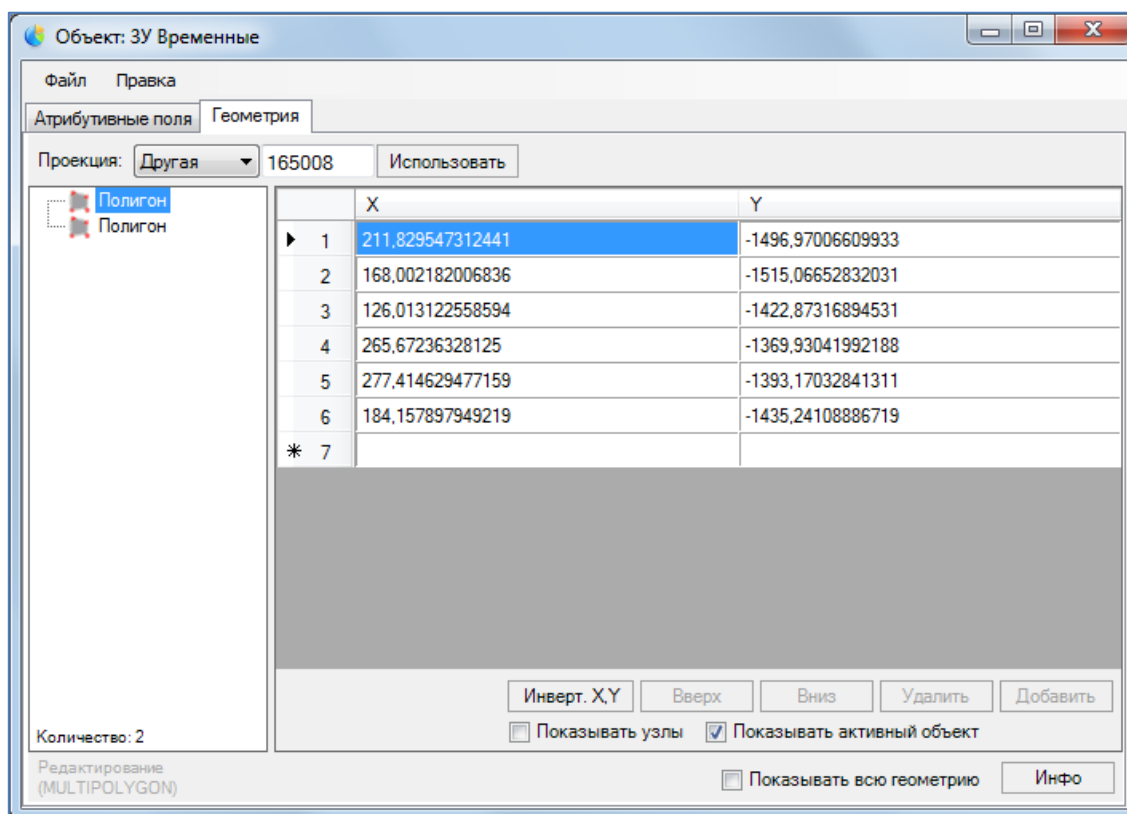 Объект: ЗУ Временные
Файл Правка
Атрибутивные поля Геометрия
Проекция: Другая 165008 Использовать
Полигон
Полигон
X Y
1 211,829547312441 -1496,97006609933
2 168,002182006836 -1515,06652832031
3 126,013122558594 -1422,87316894531
4 265,67236328125 -1369,93041992188
5 277,414629477159 -1393,17032841311
6 184,157897949219 -1435,24108886719
* 7
Инверт. X,Y Вверх Вниз Удалить Добавить
Показывать узлы Показывать активный объект
Количество: 2
Редактирование
(MULTIPOLYGON)
Показывать всю геометрию Инфо